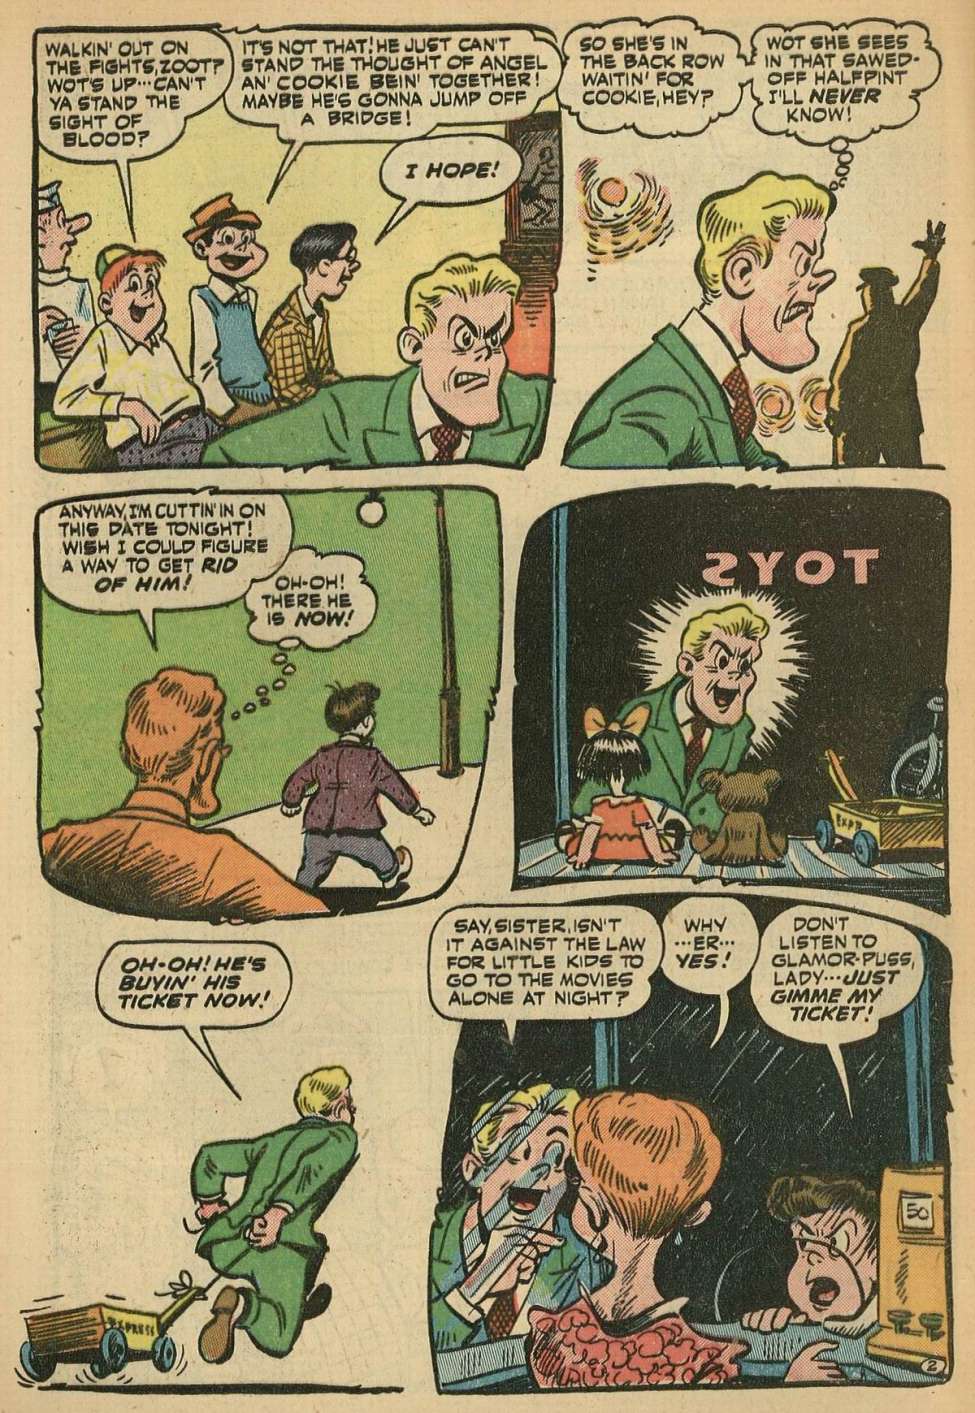 WALKIN' OUT ON
THE FIGHTS, ZOOT?
WOT'S UP---CAN'T
YA STAND THE
SIGHT OF
BLOOD?
IT'S NOT THAT! HE JUST CAN'T
STAND THE THOUGHT OF ANGEL
AN' COOKIE BEIN' TOGETHER!
MAYBE HE'S GONNA JUMP OFF
A BRIDGE!
I HOPE!
SO SHE'S IN
THE BACK ROW
WAITIN' FOR
COOKIE, HEY?
WOT SHE SEES
IN THAT SAWED-
OFF HALFPINT
I'LL NEVER
KNOW!
ANYWAY, I'M CUTTIN' IN ON
THIS DATE TONIGHT!
WISH I COULD FIGURE
A WAY TO GET RID
OF HIM!
OH-OH!
THERE HE
IS NOW!
TOYS
EXPR
OH-OH! HE'S
BUYIN' HIS
TICKET NOW!
EXPRESS
SAY, SISTER, ISN'T
IT AGAINST THE LAW
FOR LITTLE KIDS TO
GO TO THE MOVIES
ALONE AT NIGHT?
WHY
---ER---
YES!
DON'T
LISTEN TO
GLAMOR-PUSS,
LADY---JUST
GIMME MY
TICKET!
50
2